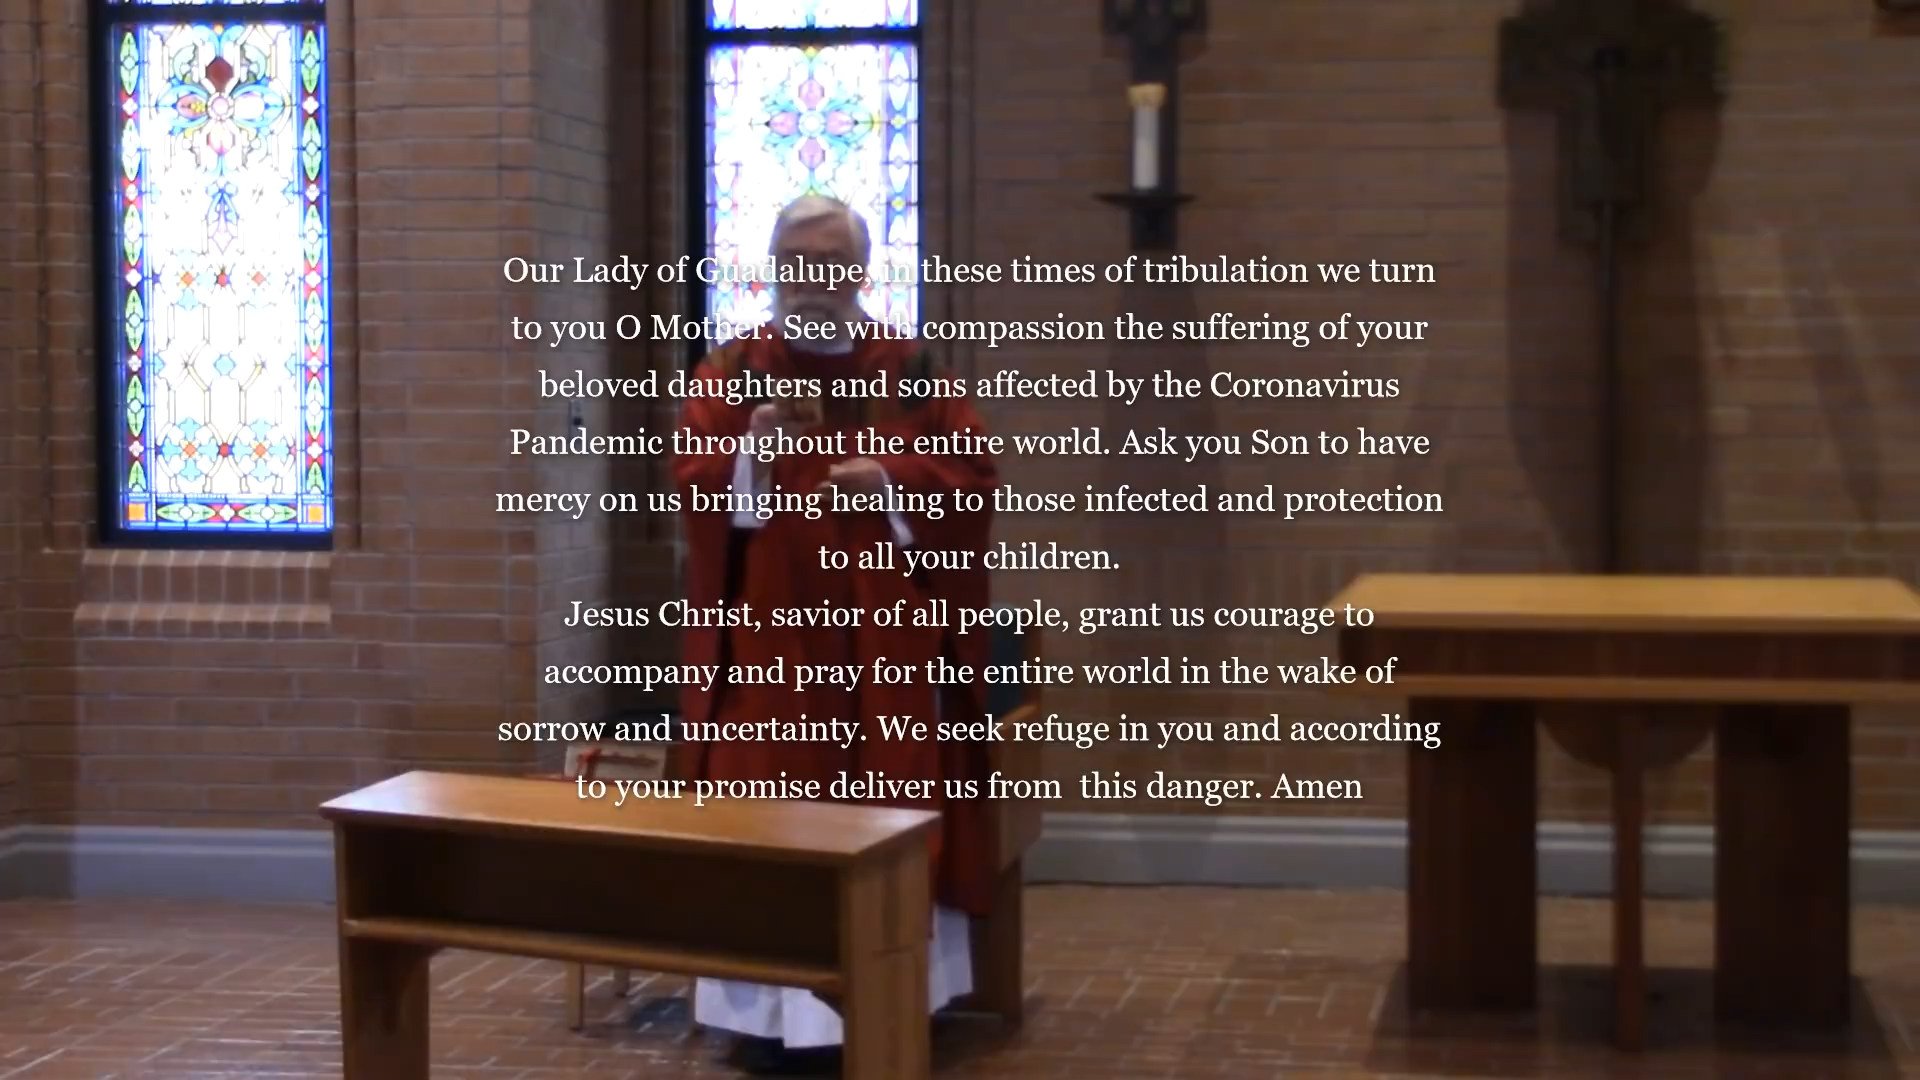 Our Lady of Guadalupe, in these times of tribulation we turn
to you O Mother. See with compassion the suffering of your
beloved daughters and sons affected by the Coronavirus
Pandemic throughout the entire world. Ask you Son to have
mercy on us bringing healing to those infected and protection
to all your children.
Jesus Christ, savior of all people, grant us courage to
accompany and pray for the entire world in the wake of
sorrow and uncertainty. We seek refuge in you and according
to your promise deliver us from  this danger. Amen